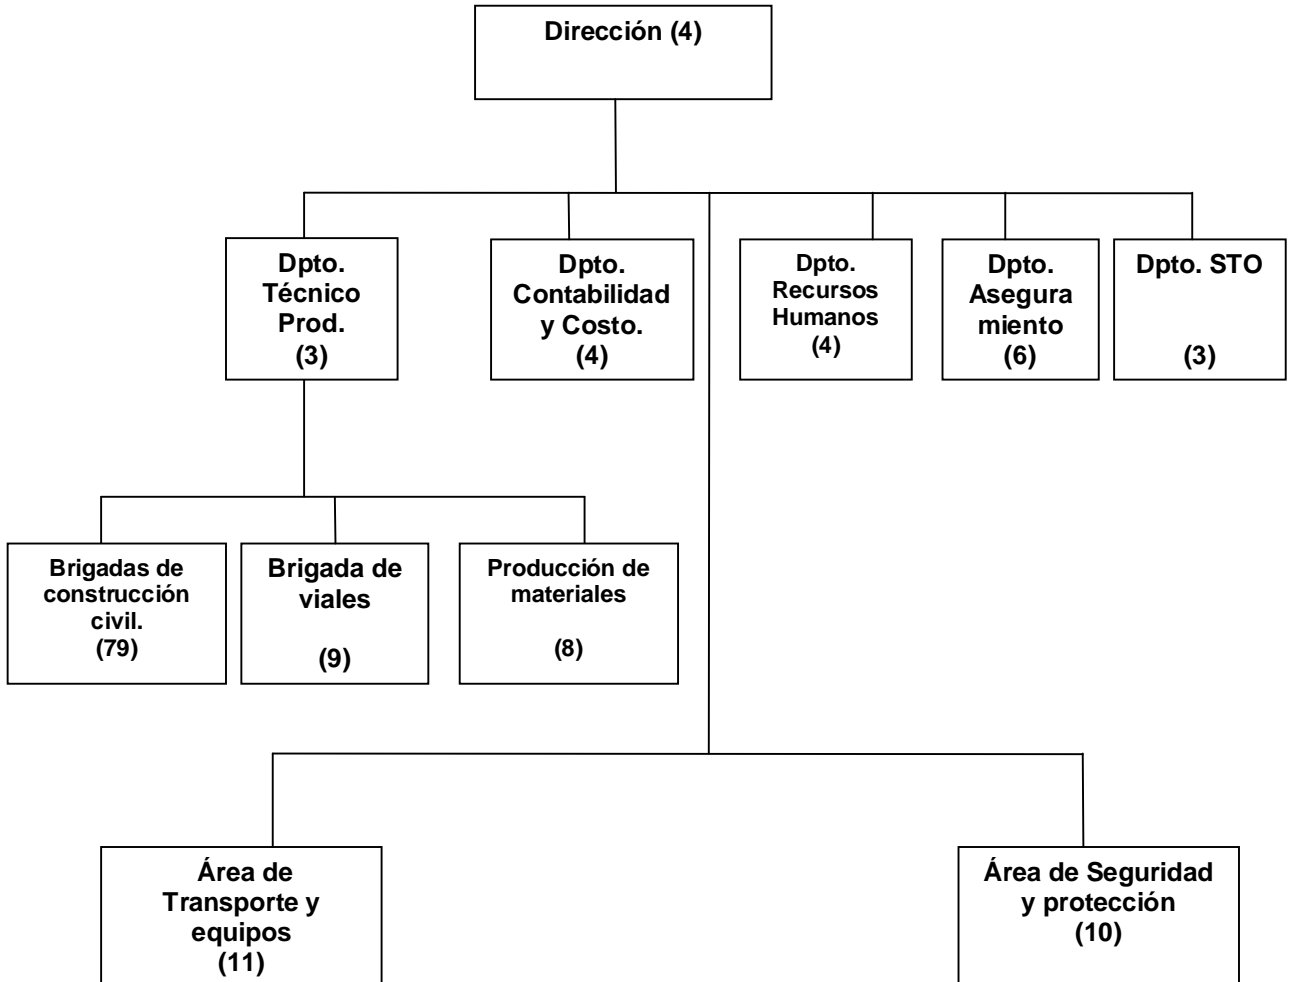 Dirección (4)
Dpto.
Técnico
Prod.
(3)
Dpto.
Contabilidad
y Costo.
(4)
Dpto.
Recursos
Humanos
(4)
Dpto.
Asegura
miento
(6)
Dpto. STO
(3)
Brigadas de
construcción
civil.
(79)
Brigada de
viales
(9)
Producción de
materiales
(8)
Área de
Transporte y
equipos
(11)
Área de Seguridad
y protección
(10)